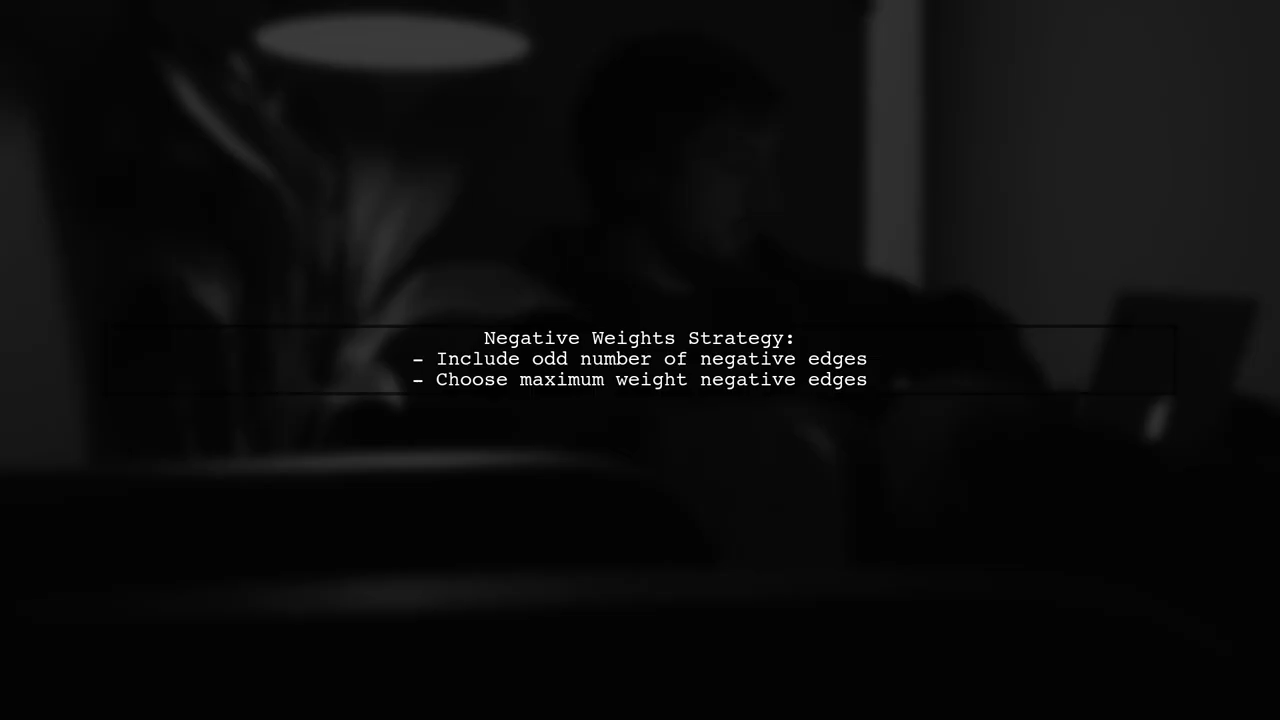 Negative Weights Strategy:
- Include odd number of negative edges
- Choose maximum weight negative edges